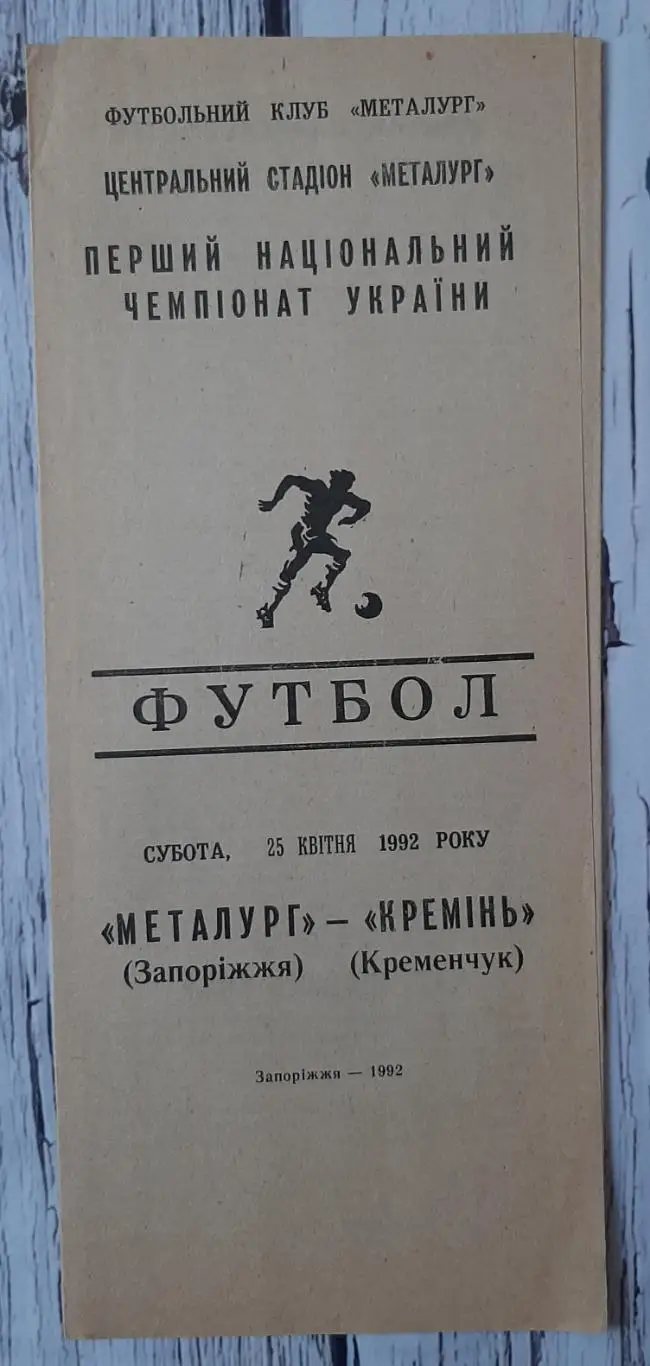 ФУТБОЛЬНИЙ КЛУБ «МЕТАЛУРГ»
ЦЕНТРАЛЬНИЙ СТАДІОН «МЕТАЛУРГ»
ПЕРШИЙ НАЦІОНАЛЬНИЙ
ЧЕМПІОНАТ УКРАЇНИ
ФУТБОЛ
СУБОТА, 25 КВІТНЯ 1992 РОКУ
«МЕТАЛУРГ» — «КРЕМІНЬ»
(Запоріжжя) (Кременчук)
Запоріжжя — 1992